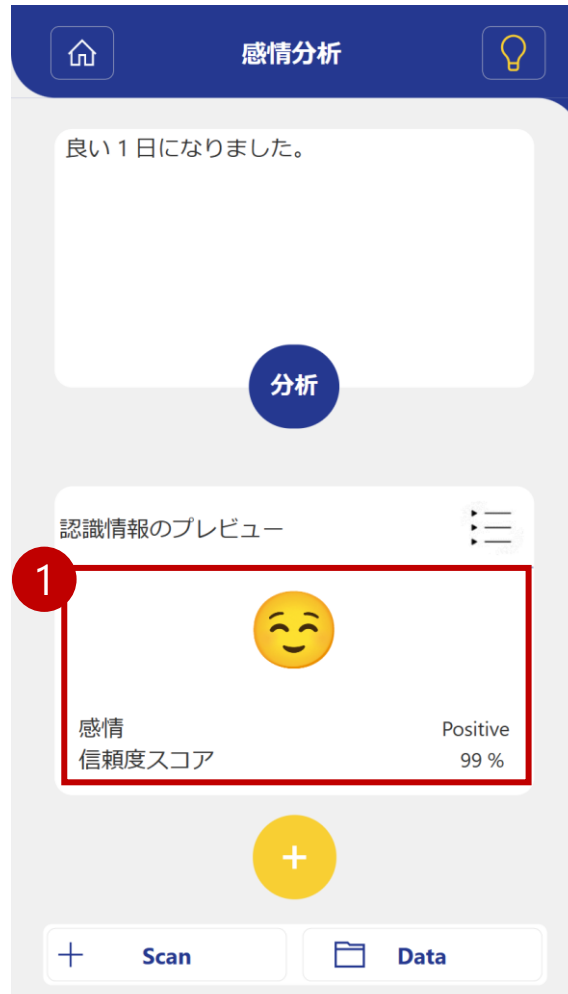 感情分析
良い 1 日になりました。
分析
認識情報のプレビュー
1
感情 Positive
信頼度スコア 99 %
+
Scan Data